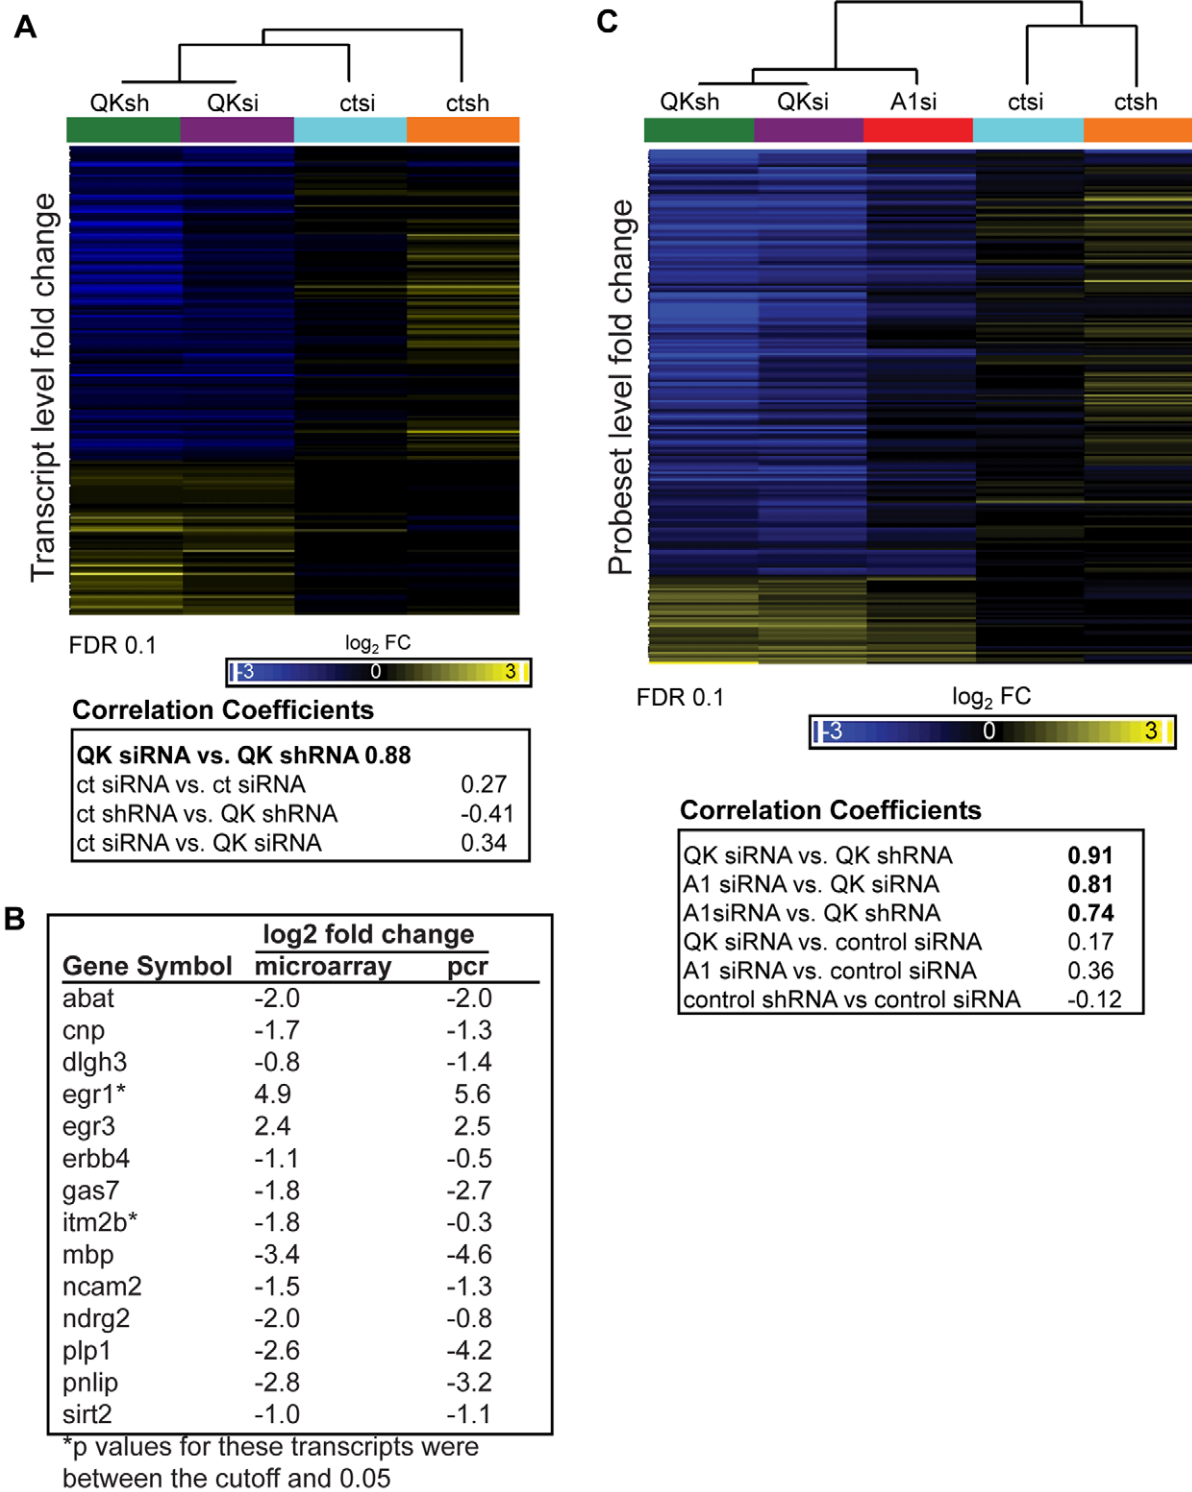 A
QKsh QKsi ctsi ctsh
Transcript level fold change
FDR 0.1
log2 FC
-3 0 3
Correlation Coefficients
QK siRNA vs. QK shRNA 0.88
ct siRNA vs. ct siRNA 0.27
ct shRNA vs. QK shRNA -0.41
ct siRNA vs. QK siRNA 0.34
B
log2 fold change
Gene Symbol microarray pcr
abat -2.0 -2.0
cnp -1.7 -1.3
dlgh3 -0.8 -1.4
egr1* 4.9 5.6
egr3 2.4 2.5
erbb4 -1.1 -0.5
gas7 -1.8 -2.7
itm2b* -1.8 -0.3
mbp -3.4 -4.6
ncam2 -1.5 -1.3
ndrg2 -2.0 -0.8
plp1 -2.6 -4.2
pnlip -2.8 -3.2
sirt2 -1.0 -1.1
*p values for these transcripts were
between the cutoff and 0.05
C
QKsh QKsi A1si ctsi ctsh
Probeset level fold change
FDR 0.1
log2 FC
-3 0 3
Correlation Coefficients
QK siRNA vs. QK shRNA 0.91
A1 siRNA vs. QK siRNA 0.81
A1siRNA vs. QK shRNA 0.74
QK siRNA vs. control siRNA 0.17
A1 siRNA vs. control siRNA 0.36
control shRNA vs control siRNA -0.12